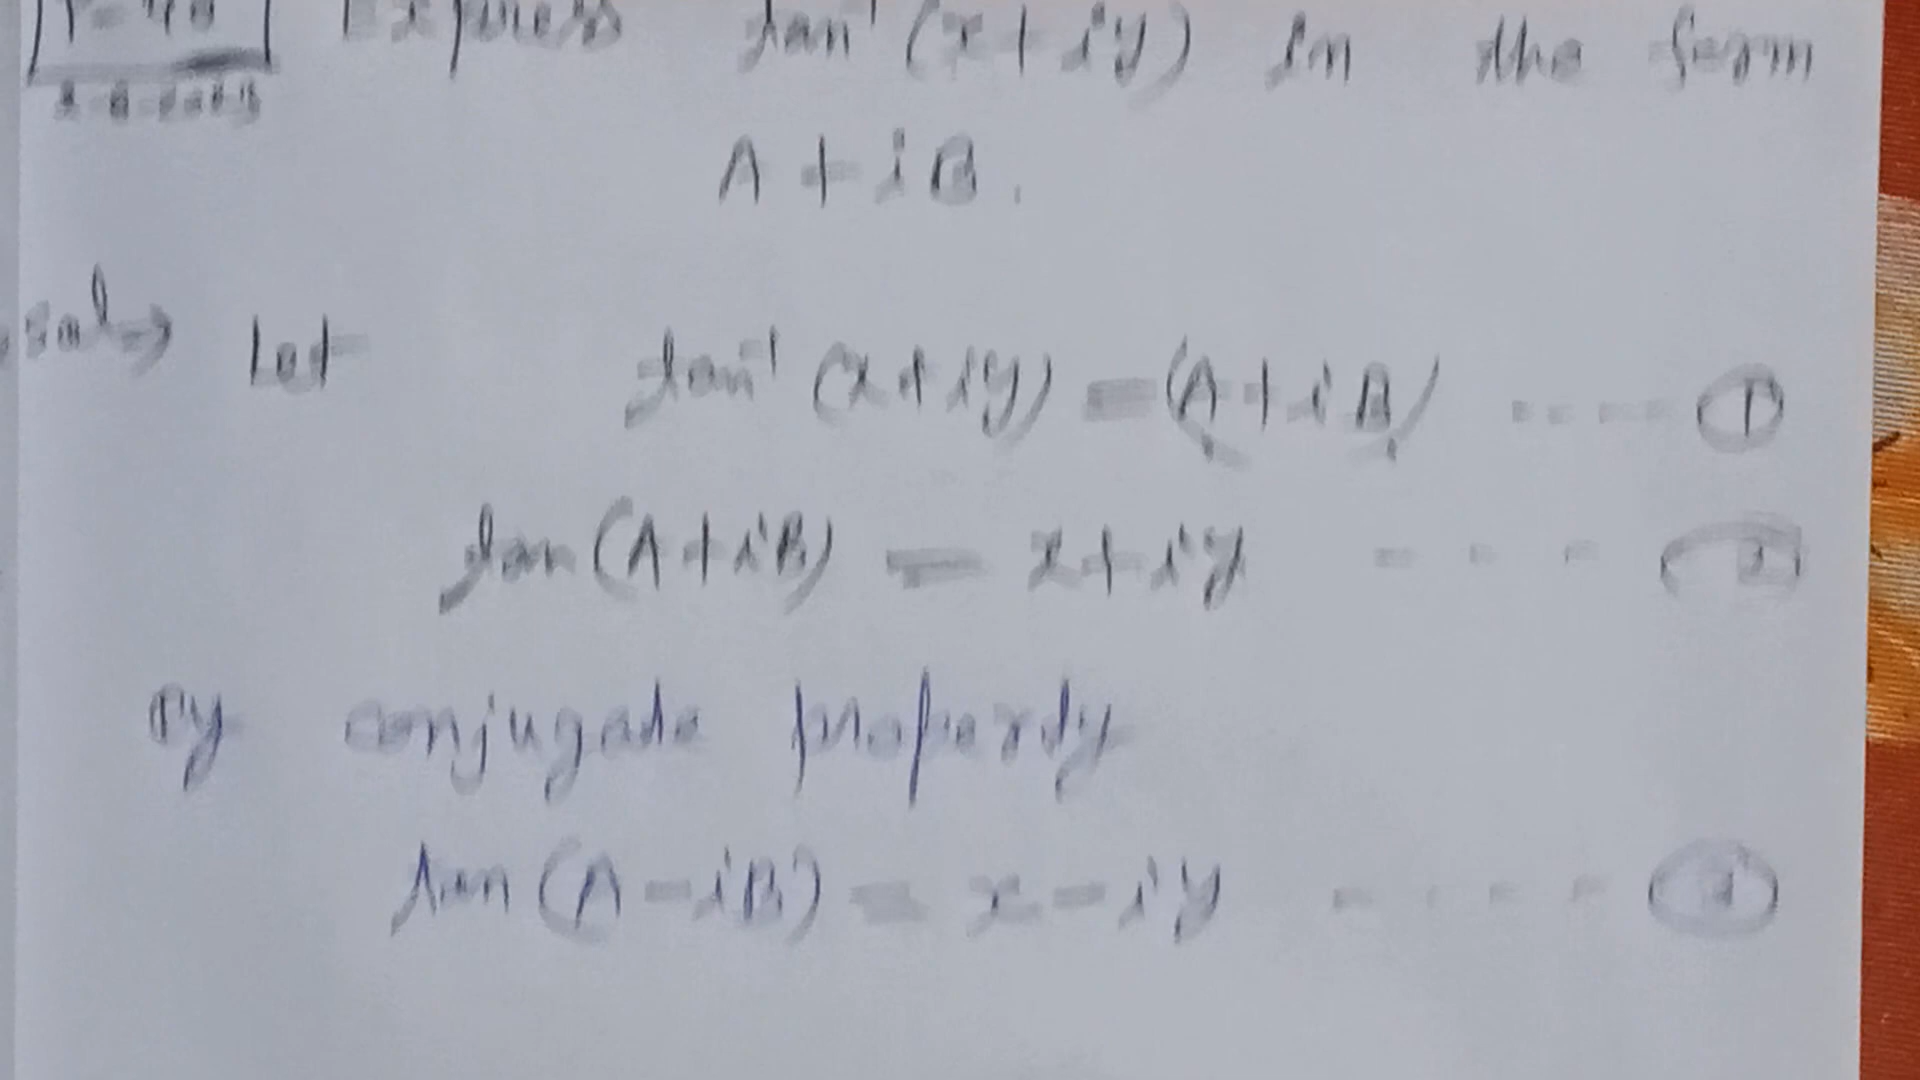 Express tan⁻¹(x+iy) in the form
A+iB.
sol→ Let tan⁻¹(x+iy) = (A+iB) ---- ①
tan(A+iB) = x+iy - - - ②
By conjugate property
tan(A-iB) = x-iy - - - -